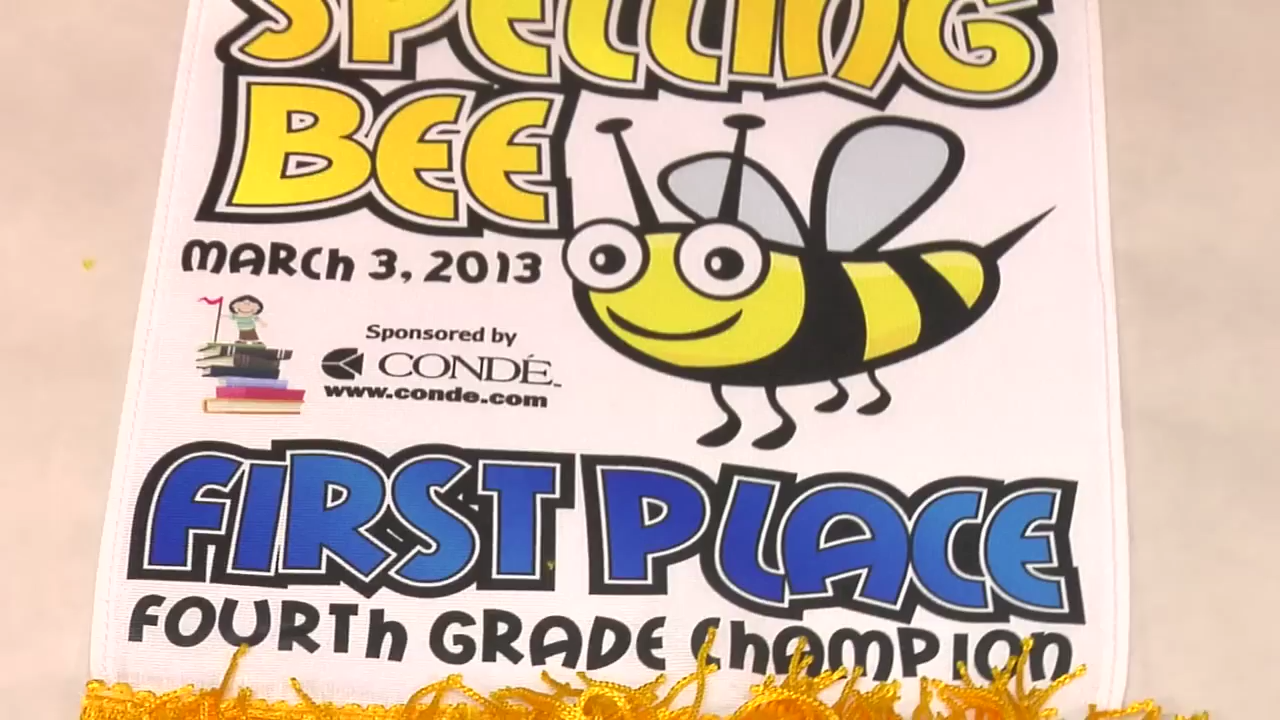 SPELLING
BEE
MARCh 3, 2013
Sponsored by
CONDÉ
www.conde.com
FIRST PLACE
FOURTh GRADE ChAMPION